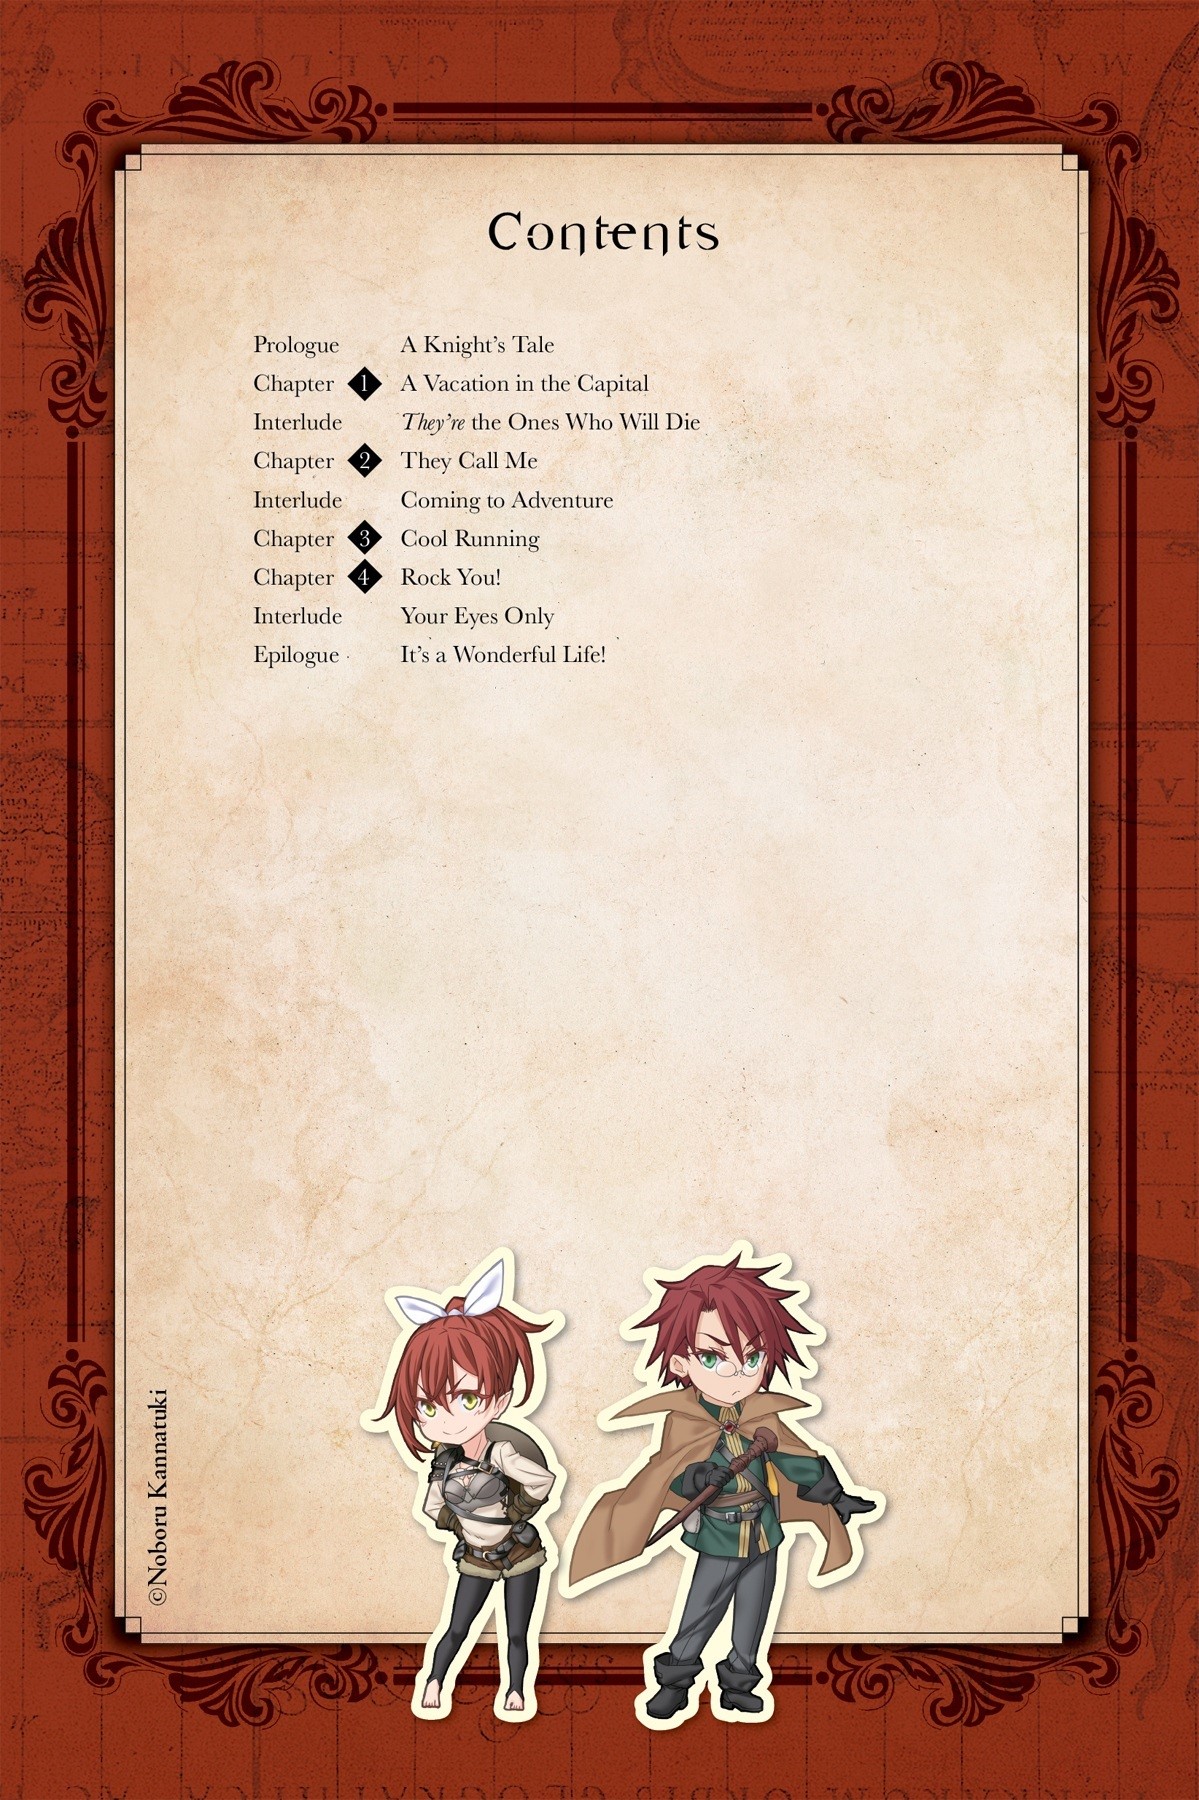 Contents
Prologue A Knight's Tale
Chapter 1 A Vacation in the Capital
Interlude They're the Ones Who Will Die
Chapter 2 They Call Me
Interlude Coming to Adventure
Chapter 3 Cool Running
Chapter 4 Rock You!
Interlude Your Eyes Only
Epilogue It's a Wonderful Life!
©Noboru Kannatuki